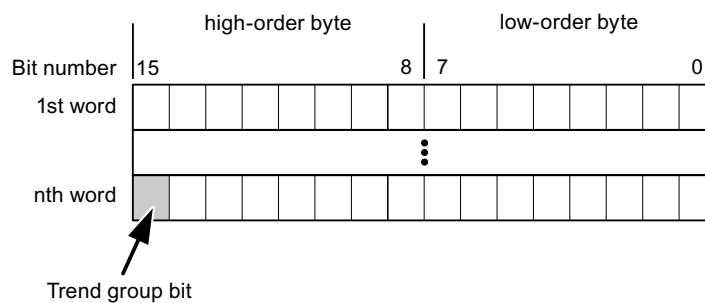 high-order byte low-order byte
Bit number 15 8 7 0
1st word
nth word
Trend group bit